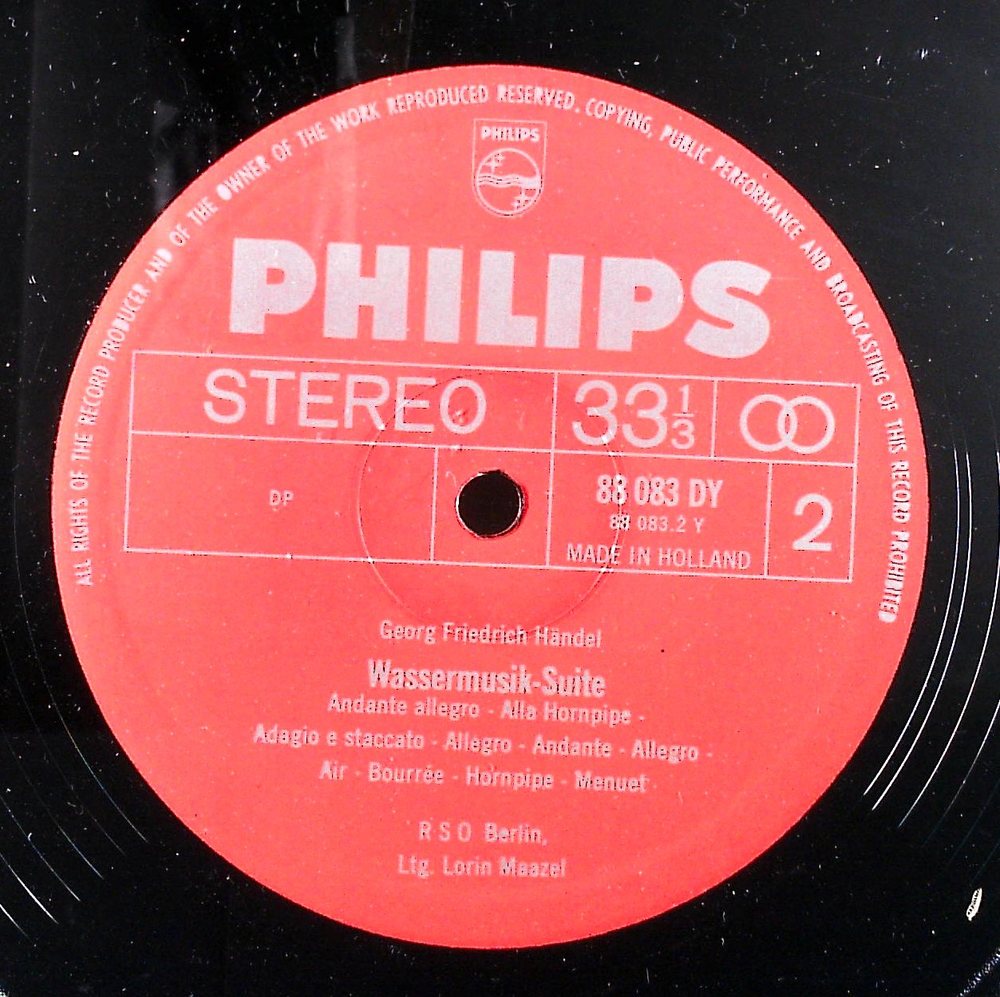 ALL RIGHTS OF THE RECORD PRODUCER AND OF THE OWNER OF THE WORK REPRODUCED RESERVED. COPYING, PUBLIC PERFORMANCE AND BROADCASTING OF THIS RECORD PROHIBITED
PHILIPS
PHILIPS
STEREO
33 1/3
DP
88 083 DY
88 083.2 Y
MADE IN HOLLAND
2
Georg Friedrich Händel
Wassermusik-Suite
Andante allegro - Alla Hornpipe -
Adagio e staccato - Allegro - Andante - Allegro -
Air - Bourrée - Hornpipe - Menuet
R S O Berlin,
Ltg. Lorin Maazel